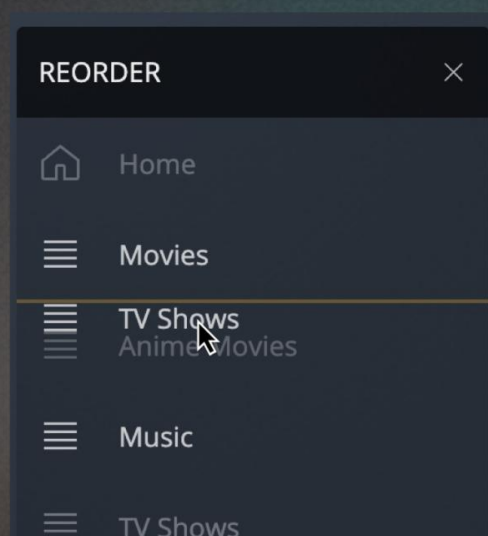 REORDER
Home
Movies
TV Shows
Anime Movies
Music
TV Shows